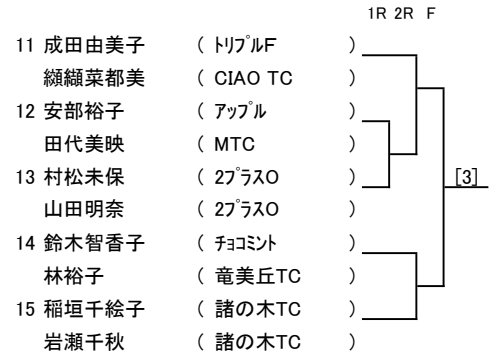 1R 2R F
11 成田由美子 ( トリプルF )
纐纈菜都美 ( CIAO TC )
12 安部裕子 ( アップル )
田代美映 ( MTC )
13 村松未保 ( 2プラスO )
[3]
山田明奈 ( 2プラスO )
14 鈴木智香子 ( チョコミント )
林裕子 ( 竜美丘TC )
15 稲垣千絵子 ( 諸の木TC )
岩瀬千秋 ( 諸の木TC )